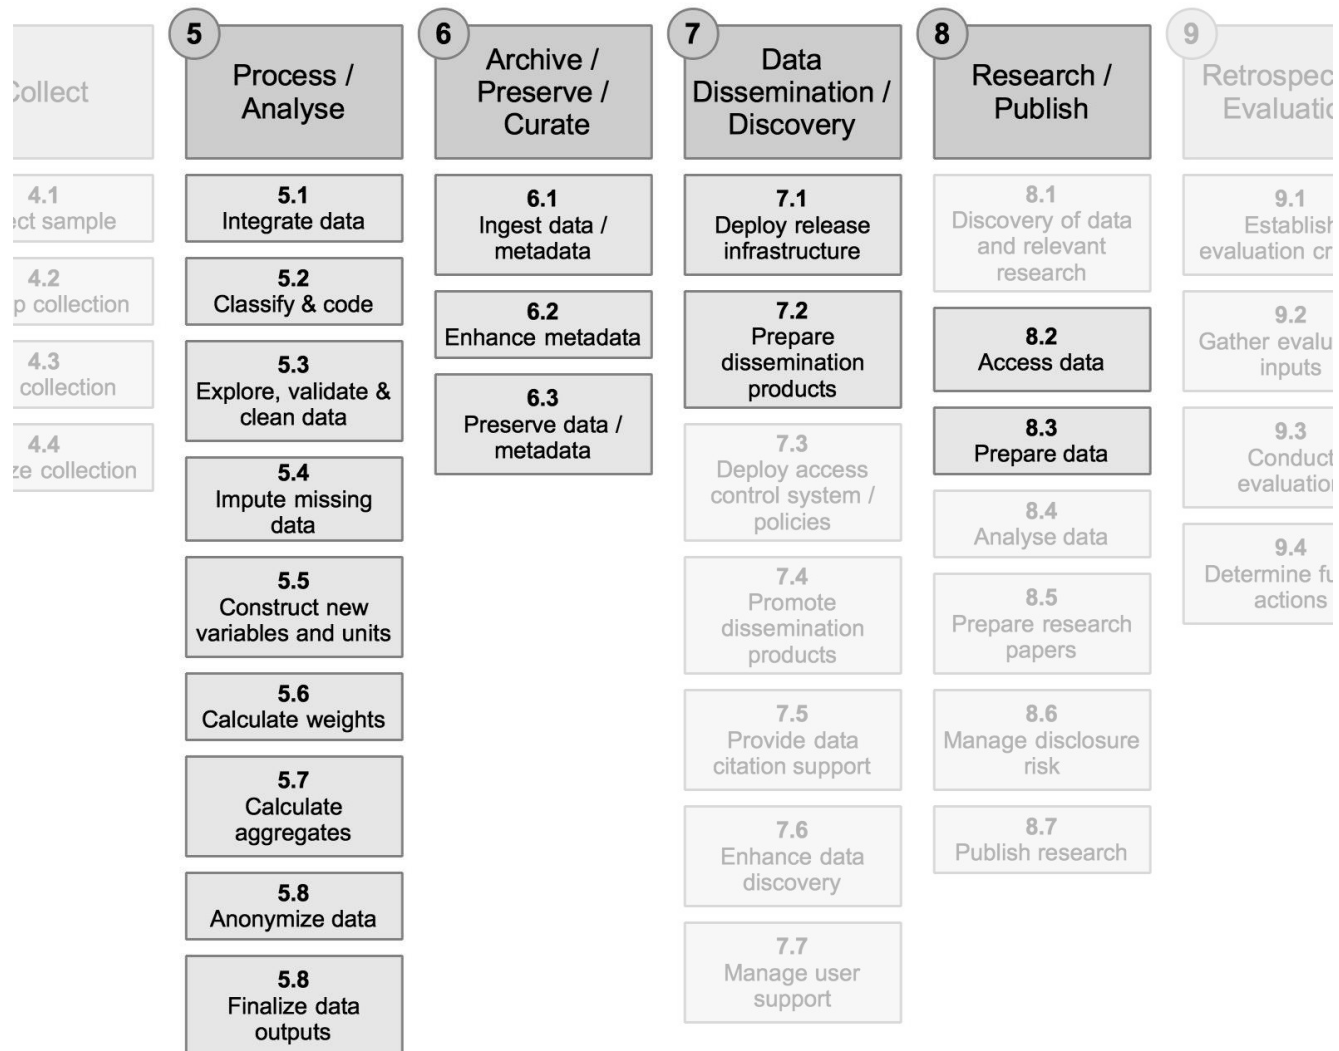 Collect
4.1
ect sample
4.2
p collection
4.3
collection
4.4
ze collection
5
Process /
Analyse
5.1
Integrate data
5.2
Classify & code
5.3
Explore, validate &
clean data
5.4
Impute missing
data
5.5
Construct new
variables and units
5.6
Calculate weights
5.7
Calculate
aggregates
5.8
Anonymize data
5.8
Finalize data
outputs
6
Archive /
Preserve /
Curate
6.1
Ingest data /
metadata
6.2
Enhance metadata
6.3
Preserve data /
metadata
7
Data
Dissemination /
Discovery
7.1
Deploy release
infrastructure
7.2
Prepare
dissemination
products
7.3
Deploy access
control system /
policies
7.4
Promote
dissemination
products
7.5
Provide data
citation support
7.6
Enhance data
discovery
7.7
Manage user
support
8
Research /
Publish
8.1
Discovery of data
and relevant
research
8.2
Access data
8.3
Prepare data
8.4
Analyse data
8.5
Prepare research
papers
8.6
Manage disclosure
risk
8.7
Publish research
9
Retrospec
Evaluatio
9.1
Establish
evaluation cr
9.2
Gather evalu
inputs
9.3
Conduct
evaluation
9.4
Determine fu
actions